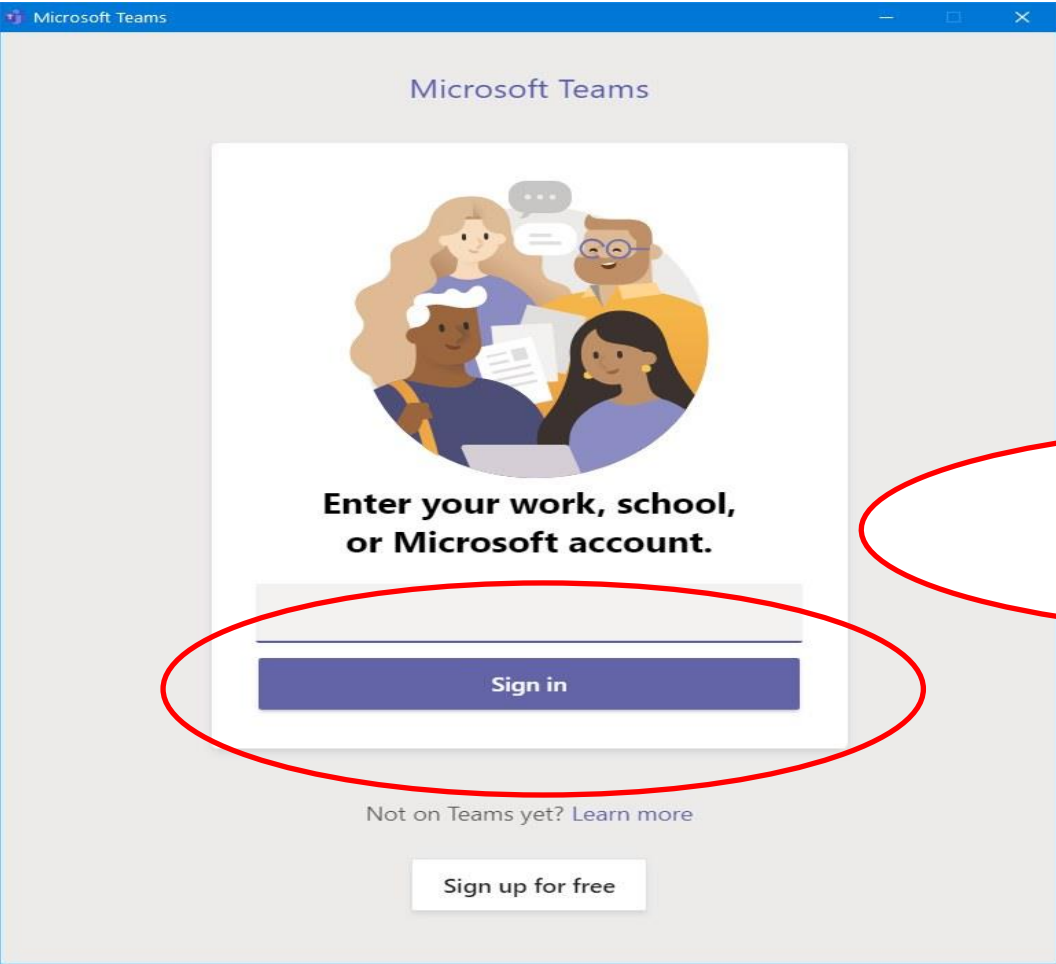 Microsoft Teams
Microsoft Teams
Enter your work, school,
or Microsoft account.
Sign in
Not on Teams yet? Learn more
Sign up for free